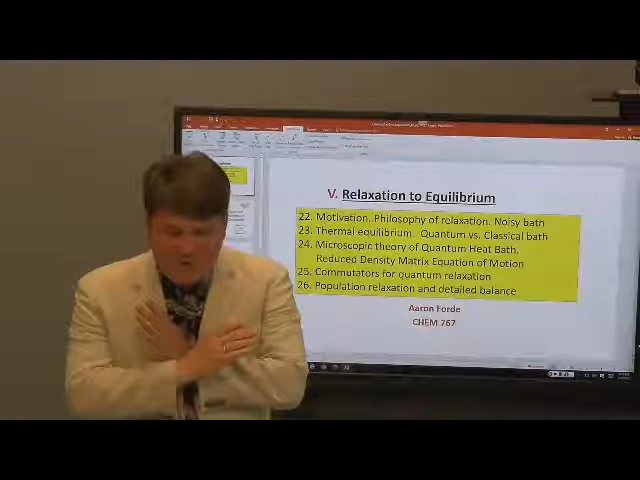 V. Relaxation to Equilibrium
22. Motivation. Philosophy of relaxation. Noisy bath
23. Thermal equilibrium. Quantum vs. Classical bath
24. Microscopic theory of Quantum Heat Bath.
Reduced Density Matrix Equation of Motion
25. Commutators for quantum relaxation
26. Population relaxation and detailed balance
Aaron Forde
CHEM 767